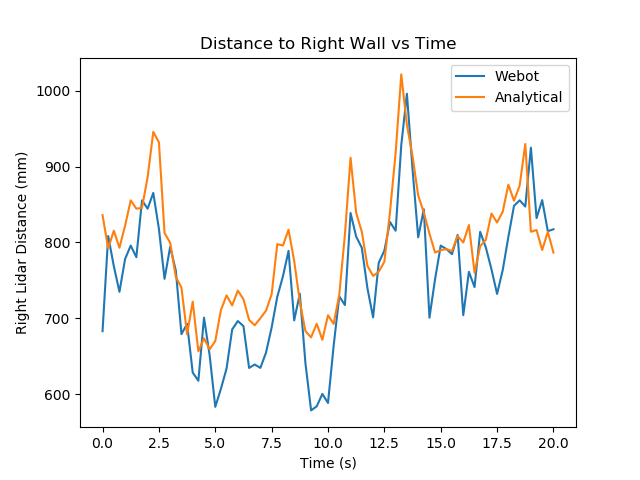 Distance to Right Wall vs Time
Webot
Analytical
1000
900
800
700
600
Right Lidar Distance (mm)
0.0 2.5 5.0 7.5 10.0 12.5 15.0 17.5 20.0
Time (s)